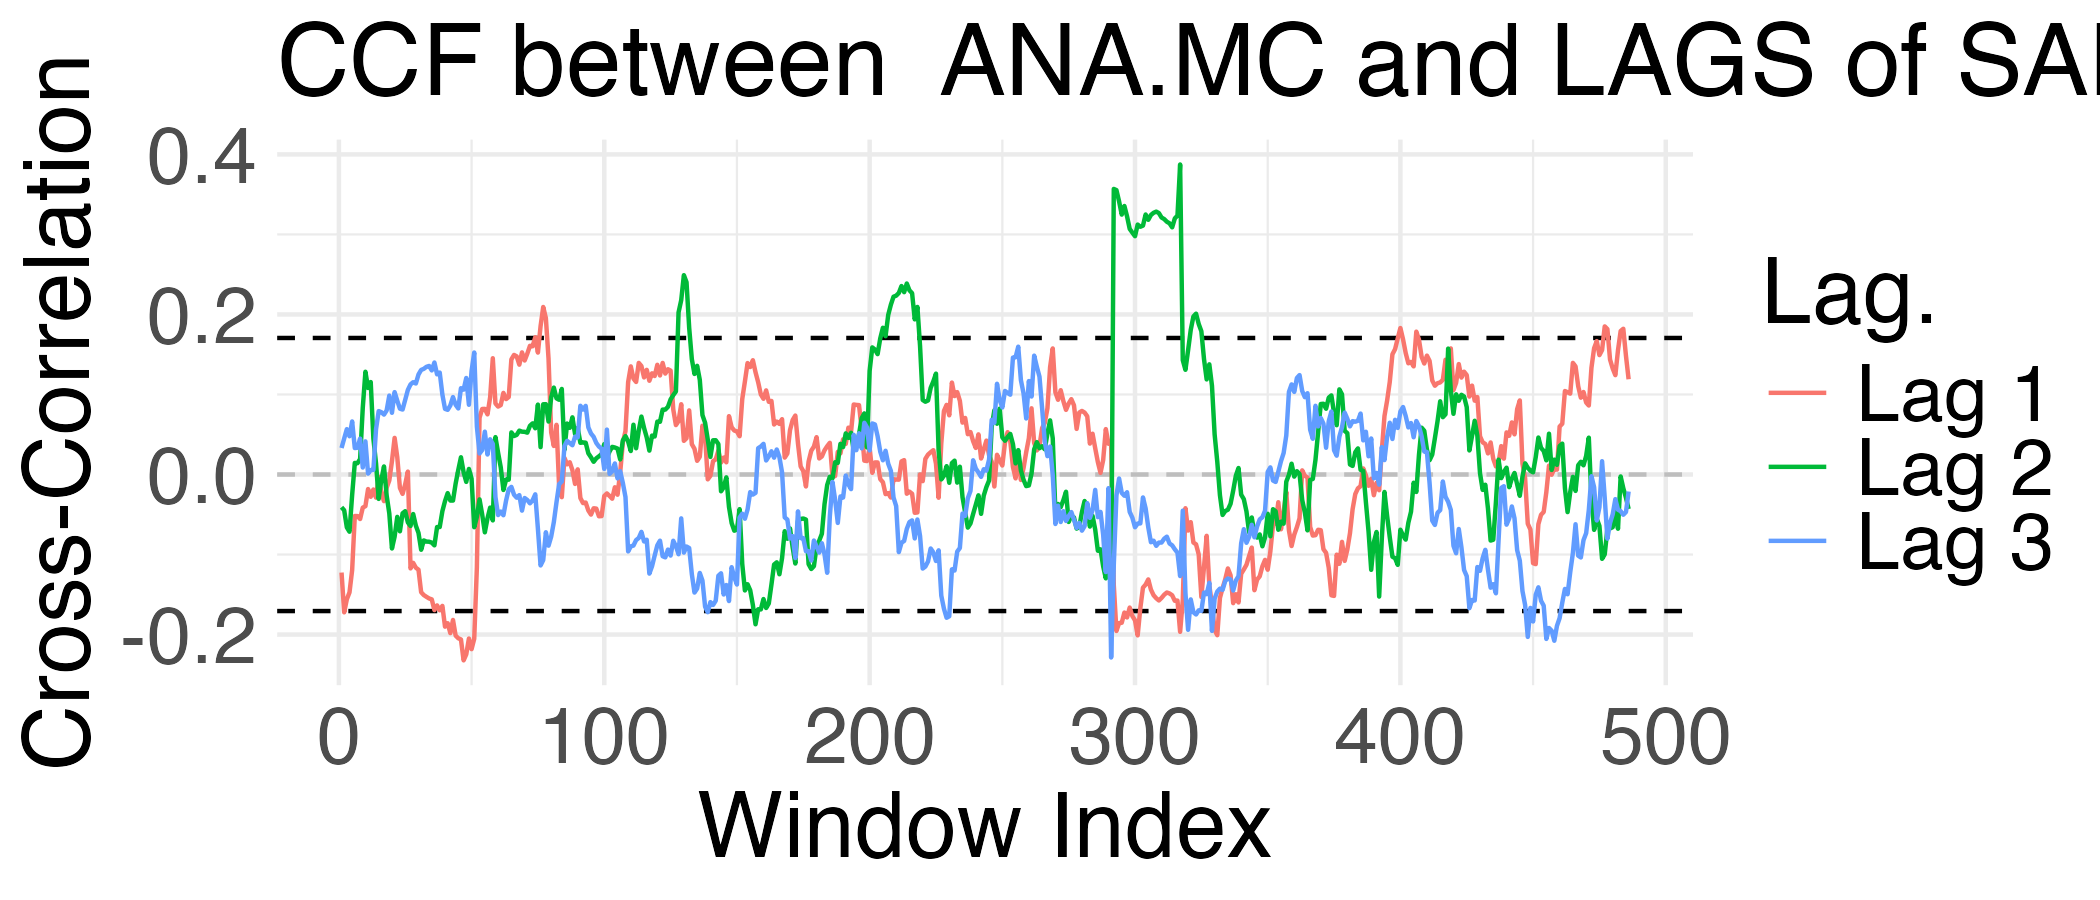 CCF between ANA.MC and LAGS of
Cross-Correlation
0.4
0.2
0.0
-0.2
0
100
200
300
400
500
Window Index
Lag.
Lag 1
Lag 2
Lag 3